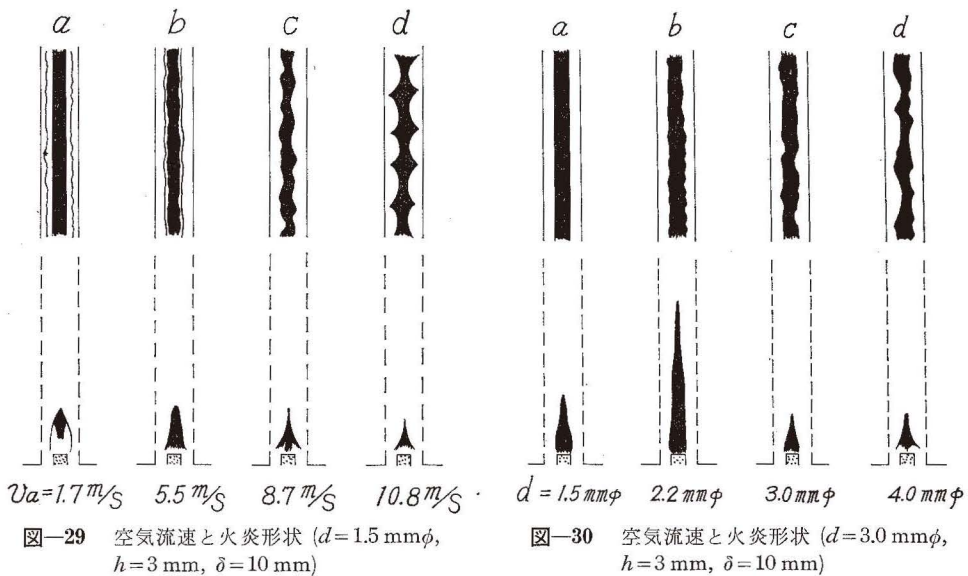 a b c d
a b c d
va=1.7 m/s 5.5 m/s 8.7 m/s 10.8 m/s
d=1.5 mmφ 2.2 mmφ 3.0 mmφ 4.0 mmφ
図—29 空気流速と火炎形状 (d=1.5 mmφ,
h=3 mm, δ=10 mm)
図—30 空気流速と火炎形状 (d=3.0 mmφ,
h=3 mm, δ=10 mm)